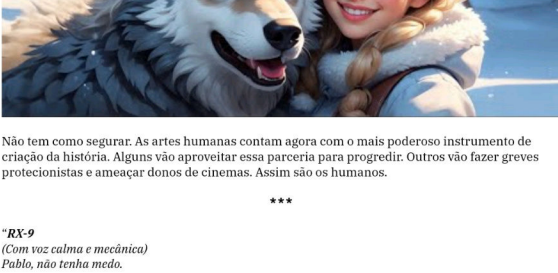 Não tem como segurar. As artes humanas contam agora com o mais poderoso instrumento de
criação da história. Alguns vão aproveitar essa parceria para progredir. Outros vão fazer greves
protecionistas e ameaçar donos de cinemas. Assim são os humanos.
***
“RX-9
(Com voz calma e mecânica)
Pablo, não tenha medo.